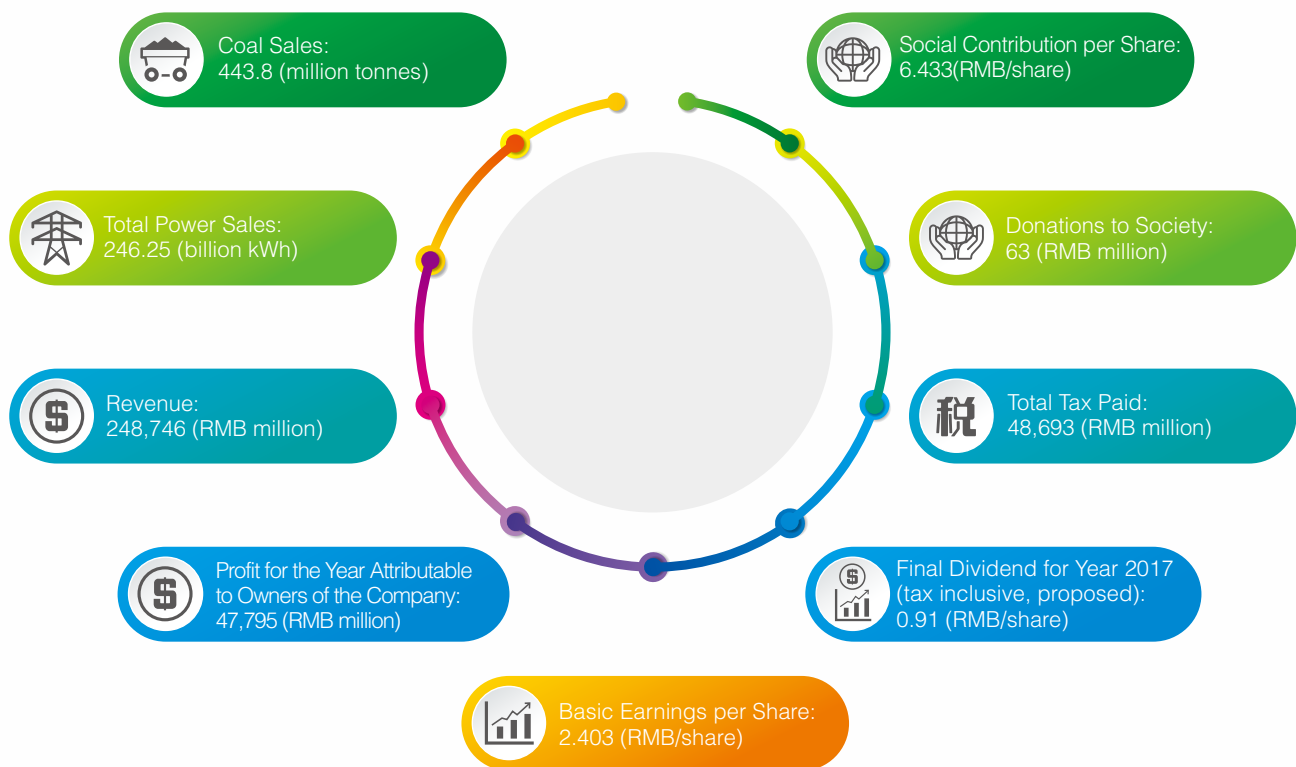 Coal Sales:
443.8 (million tonnes)
Social Contribution per Share:
6.433(RMB/share)
Total Power Sales:
246.25 (billion kWh)
Donations to Society:
63 (RMB million)
$
Revenue:
248,746 (RMB million)
税
Total Tax Paid:
48,693 (RMB million)
$
Profit for the Year Attributable
to Owners of the Company:
47,795 (RMB million)
$
Final Dividend for Year 2017
(tax inclusive, proposed):
0.91 (RMB/share)
Basic Earnings per Share:
2.403 (RMB/share)